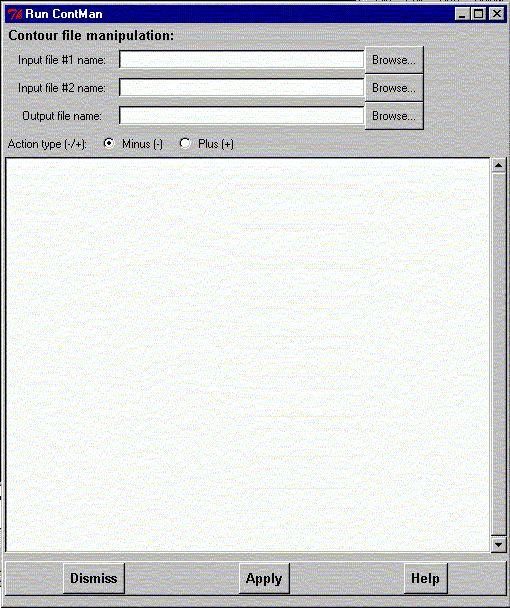 Run ContMan
Contour file manipulation:
Input file #1 name: Browse...
Input file #2 name: Browse...
Output file name: Browse...
Action type (-/+): Minus (-) Plus (+)
Dismiss Apply Help